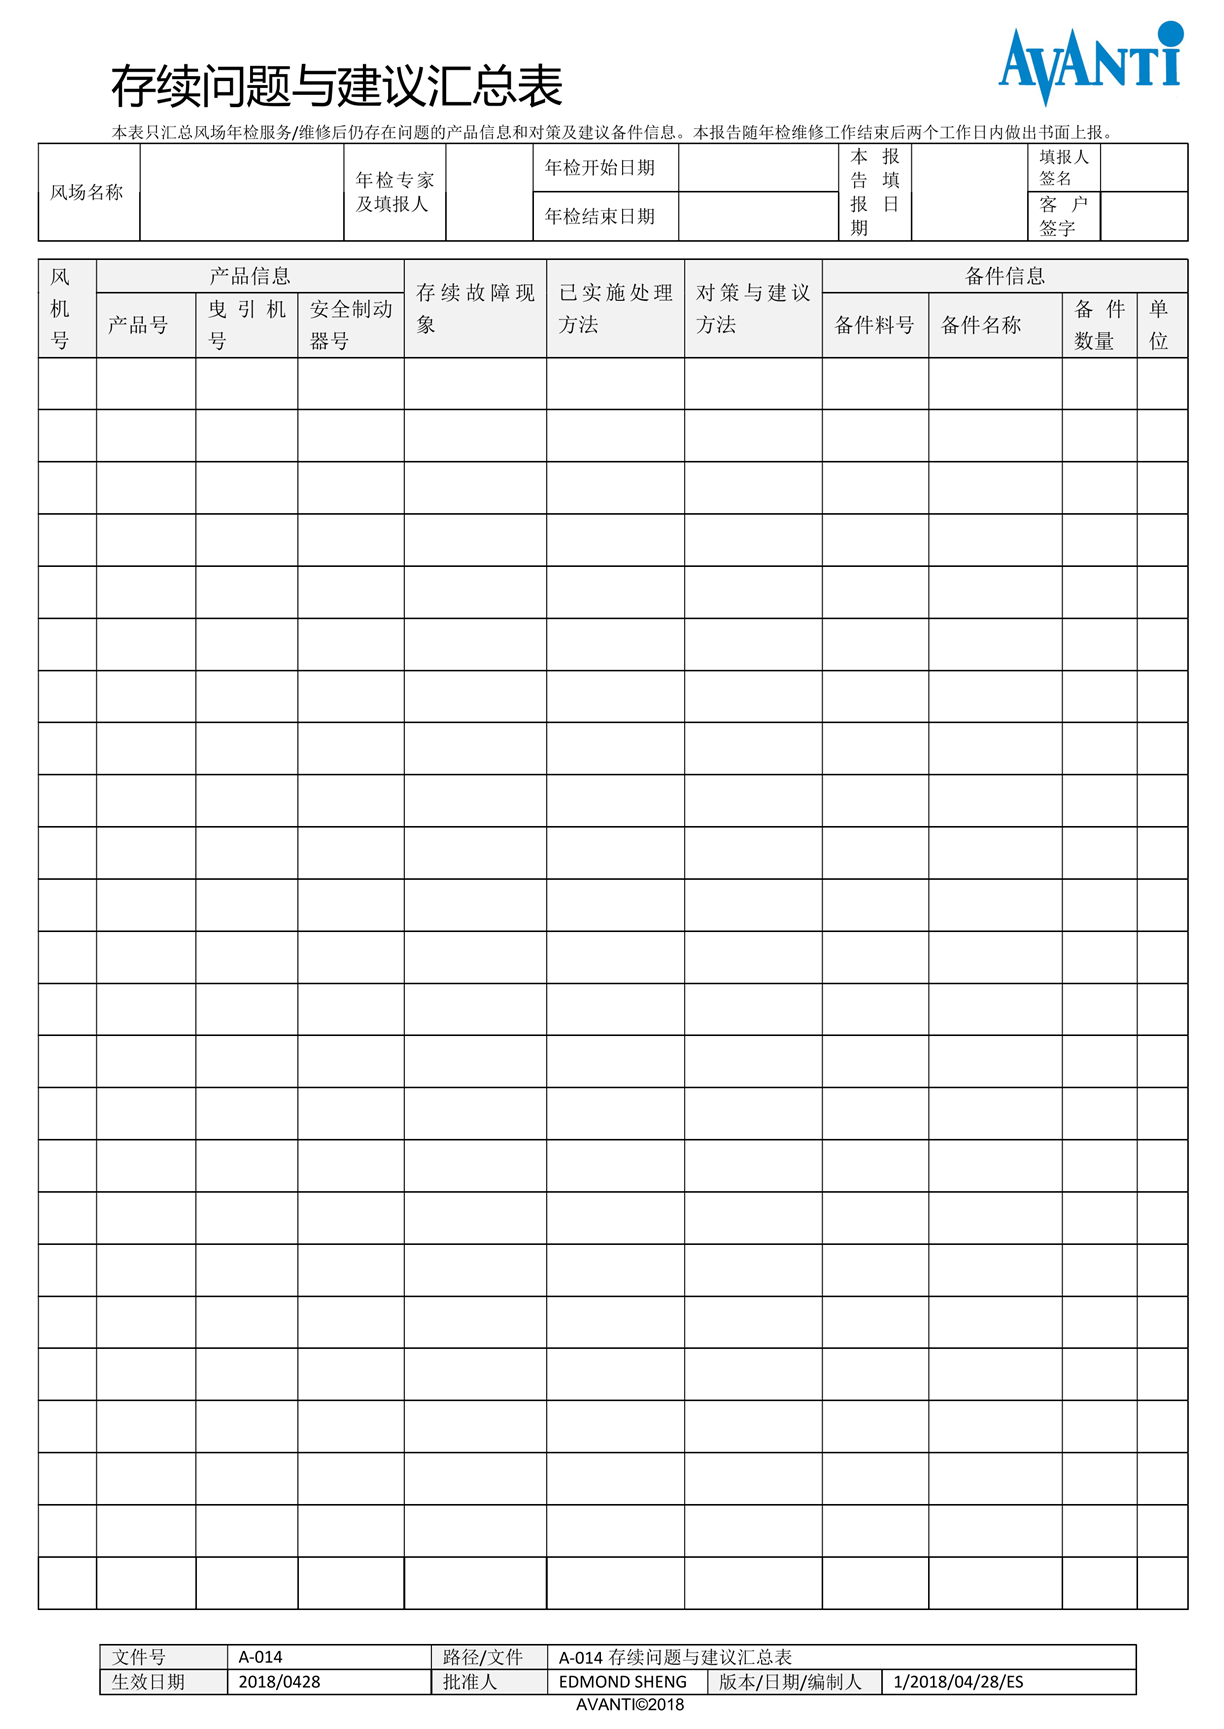 AVANTi
存续问题与建议汇总表
本表只汇总风场年检服务/维修后仍存在问题的产品信息和对策及建议备件信息。本报告随年检维修工作结束后两个工作日内做出书面上报。
风场名称
年检专家
及填报人
年检开始日期
年检结束日期
本报
告填
报日
期
填报人
签名
客户
签字
风
机
号
产品信息
产品号
曳引机
号
安全制动
器号
存续故障现
象
已实施处理
方法
对策与建议
方法
备件信息
备件料号
备件名称
备件
数量
单
位
文件号 A-014 路径/文件 A-014 存续问题与建议汇总表
生效日期 2018/0428 批准人 EDMOND SHENG 版本/日期/编制人 1/2018/04/28/ES
AVANTI©2018